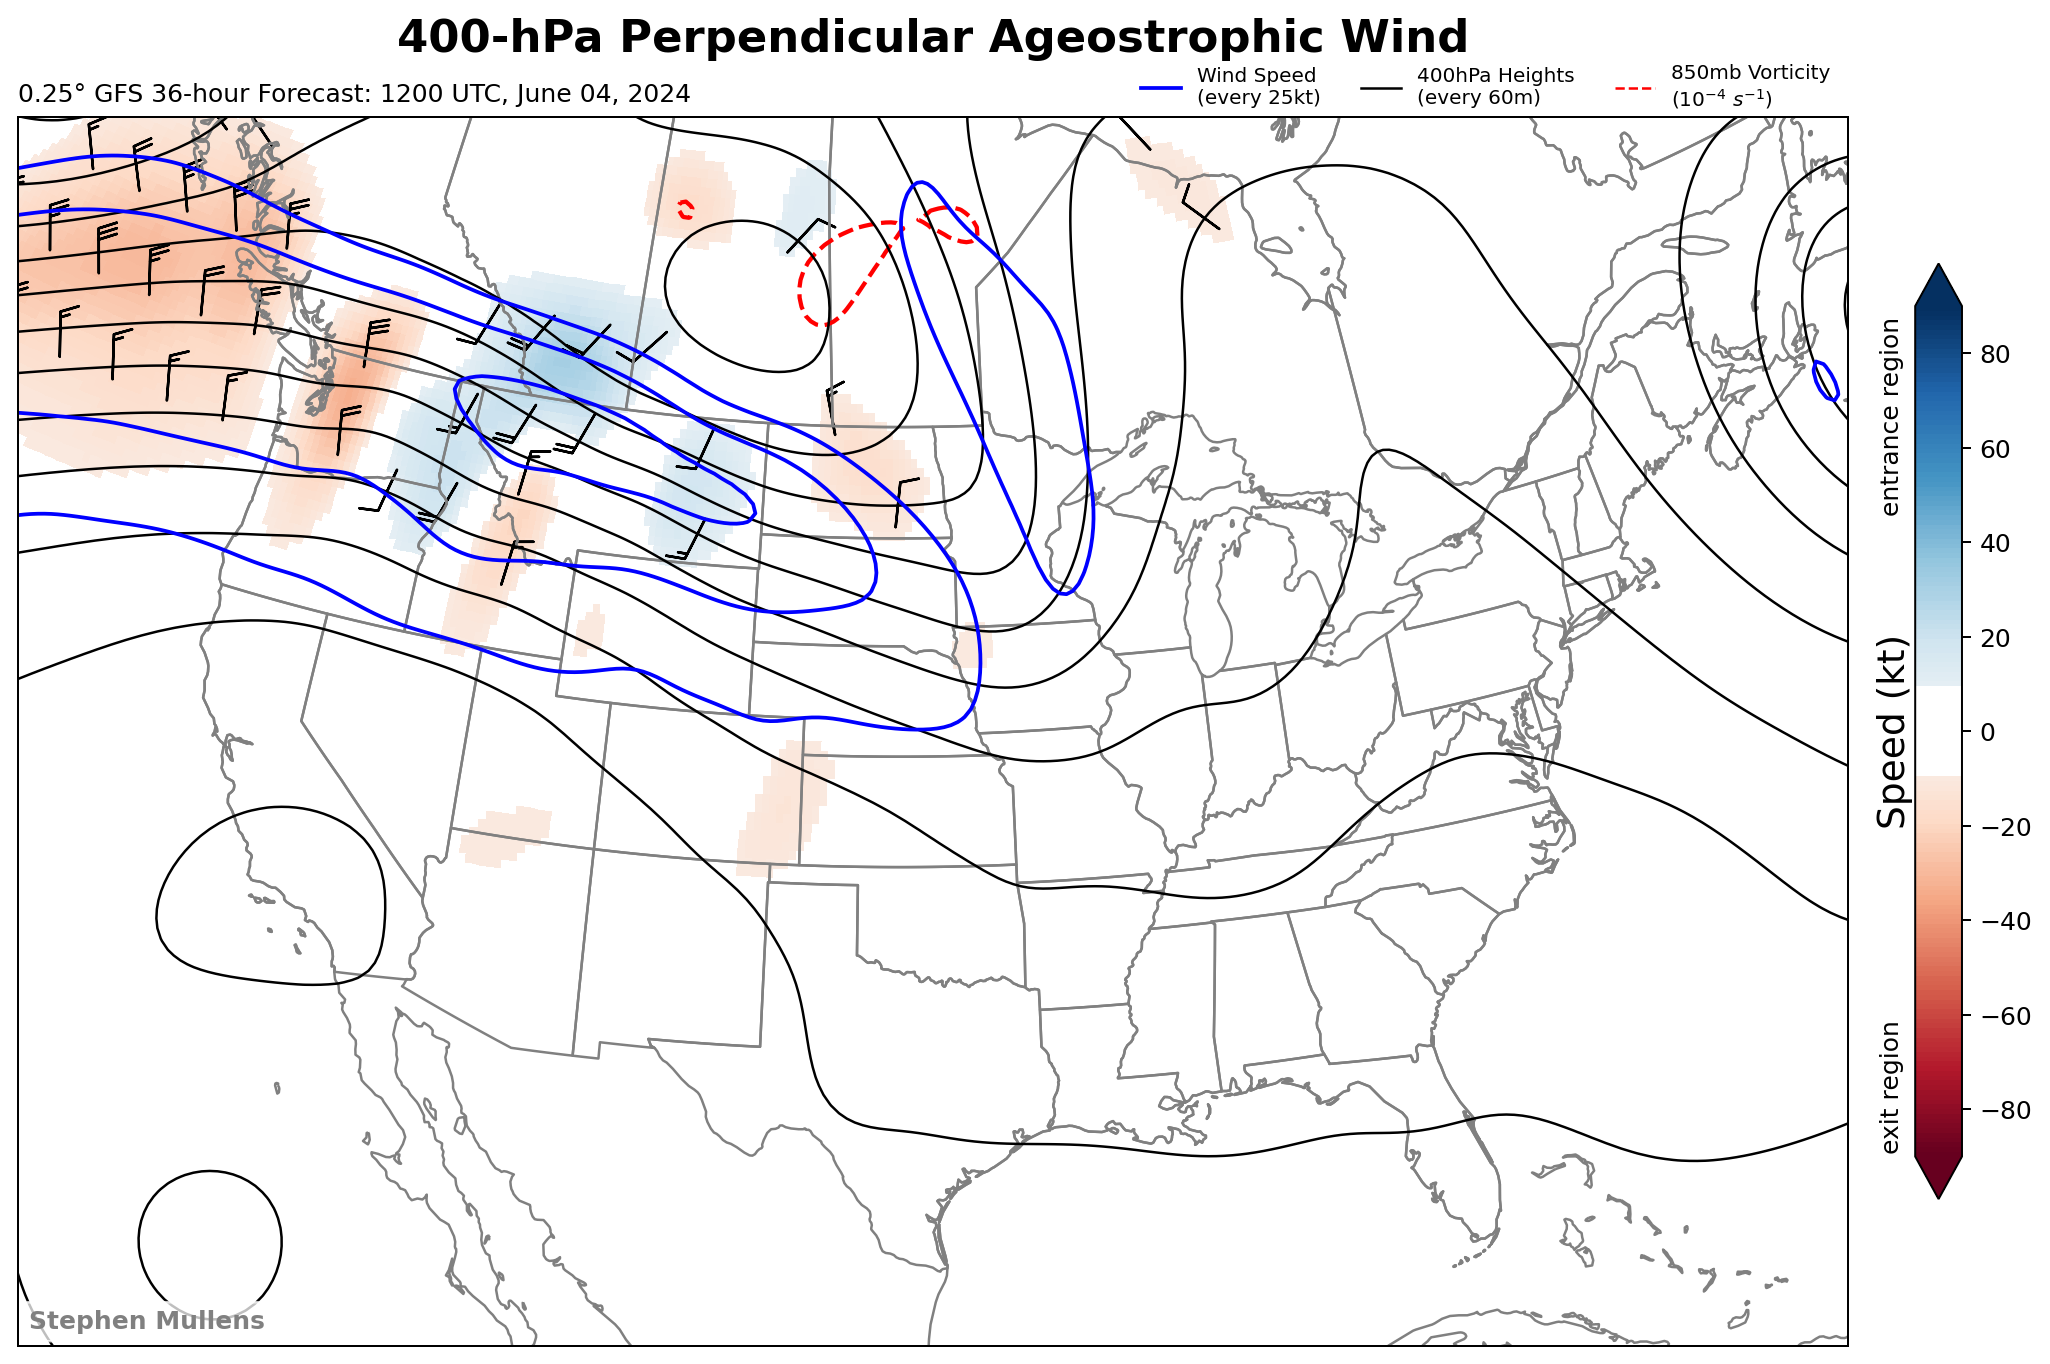 400-hPa Perpendicular Ageostrophic Wind
0.25° GFS 36-hour Forecast: 1200 UTC, June 04, 2024
Wind Speed
(every 25kt)
400hPa Heights
(every 60m)
850mb Vorticity
(10⁻⁴ s⁻¹)
entrance region
Speed (kt)
exit region
80
60
40
20
0
−20
−40
−60
−80
Stephen Mullens